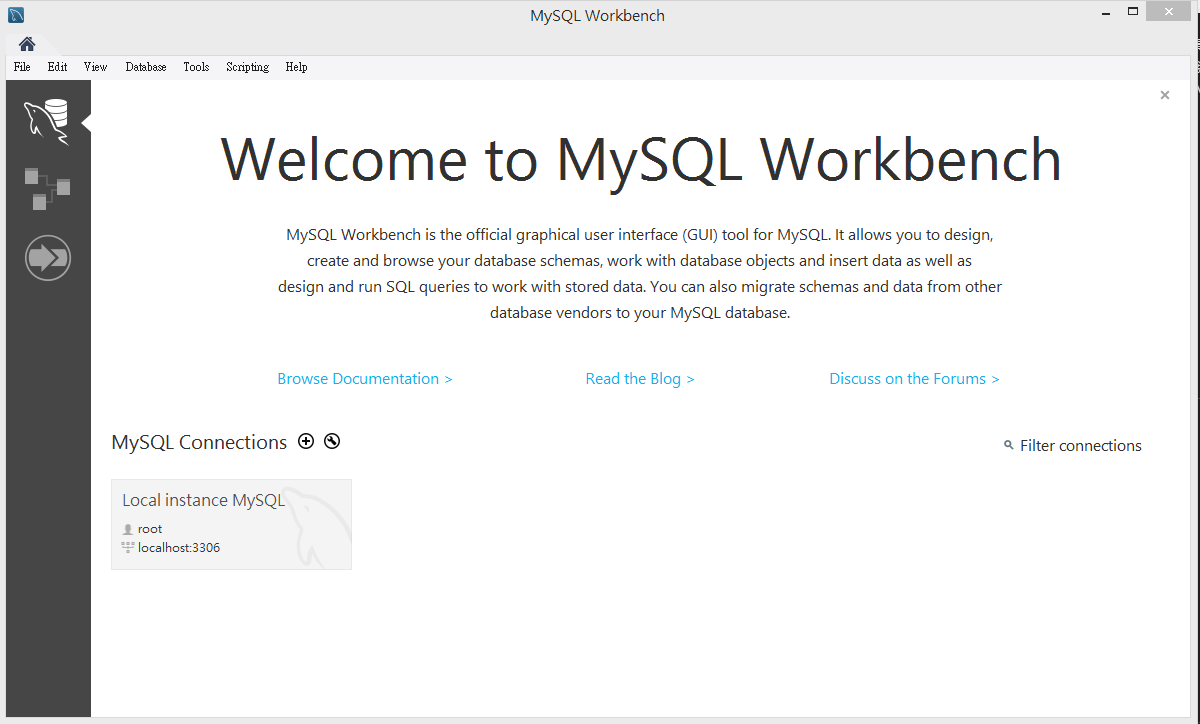 MySQL Workbench
File Edit View Database Tools Scripting Help
Welcome to MySQL Workbench
MySQL Workbench is the official graphical user interface (GUI) tool for MySQL. It allows you to design,
create and browse your database schemas, work with database objects and insert data as well as
design and run SQL queries to work with stored data. You can also migrate schemas and data from other
database vendors to your MySQL database.
Browse Documentation > Read the Blog > Discuss on the Forums >
MySQL Connections Filter connections
Local instance MySQL
root
localhost:3306